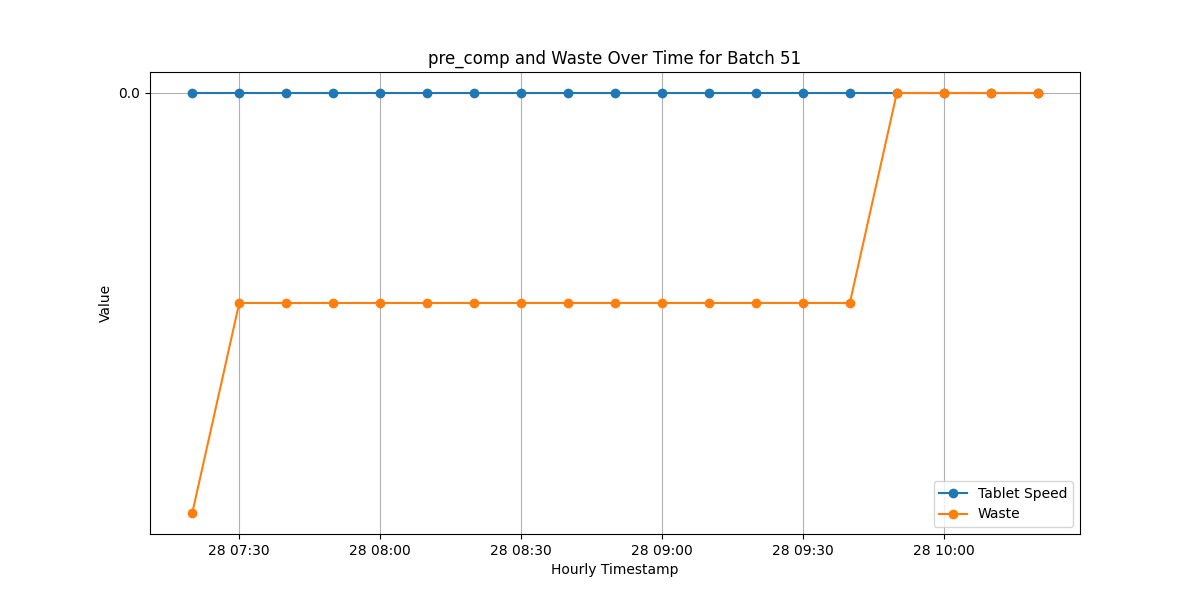 pre_comp and Waste Over Time for Batch 51
0.0
Value
Tablet Speed
Waste
28 07:30
28 08:00
28 08:30
28 09:00
28 09:30
28 10:00
Hourly Timestamp